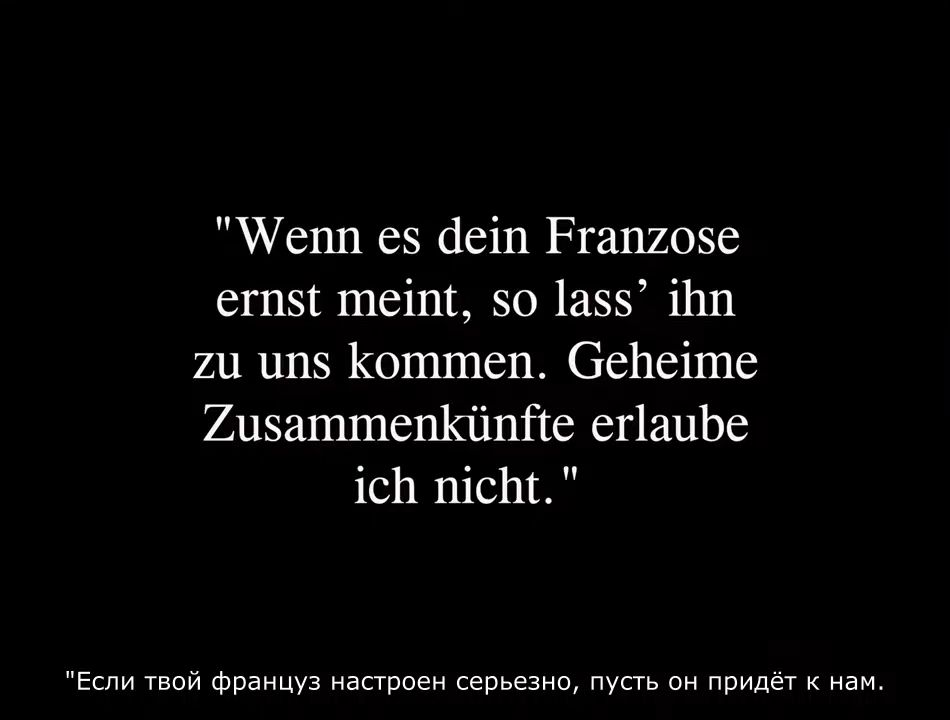 "Wenn es dein Franzose
ernst meint, so lass’ ihn
zu uns kommen. Geheime
Zusammenkünfte erlaube
ich nicht."
"Если твой француз настроен серьезно, пусть он придёт к нам.